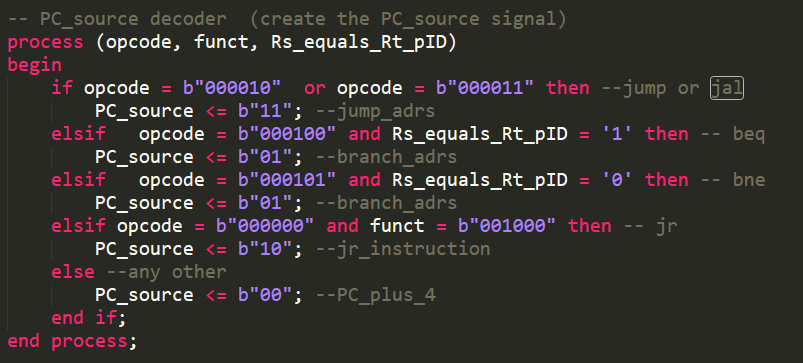 -- PC_source decoder  (create the PC_source signal)
process (opcode, funct, Rs_equals_Rt_pID)
begin
    if opcode = b"000010"  or opcode = b"000011" then --jump or jal
        PC_source <= b"11"; --jump_adrs
    elsif   opcode = b"000100" and Rs_equals_Rt_pID = '1' then -- beq
        PC_source <= b"01"; --branch_adrs
    elsif   opcode = b"000101" and Rs_equals_Rt_pID = '0' then -- bne
        PC_source <= b"01"; --branch_adrs
    elsif opcode = b"000000" and funct = b"001000" then -- jr
        PC_source <= b"10"; --jr_instruction
    else --any other
        PC_source <= b"00"; --PC_plus_4
    end if;
end process;